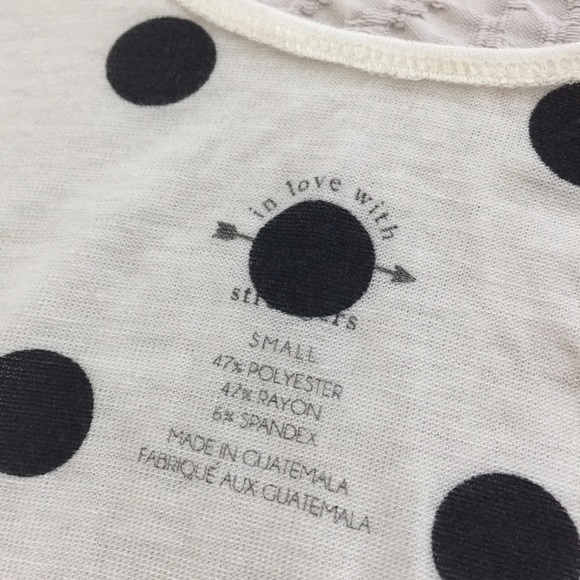 in love with
SMALL
47% POLYESTER
47% RAYON
6% SPANDEX
MADE IN GUATEMALA
FABRIQUÉ AUX GUATEMALA